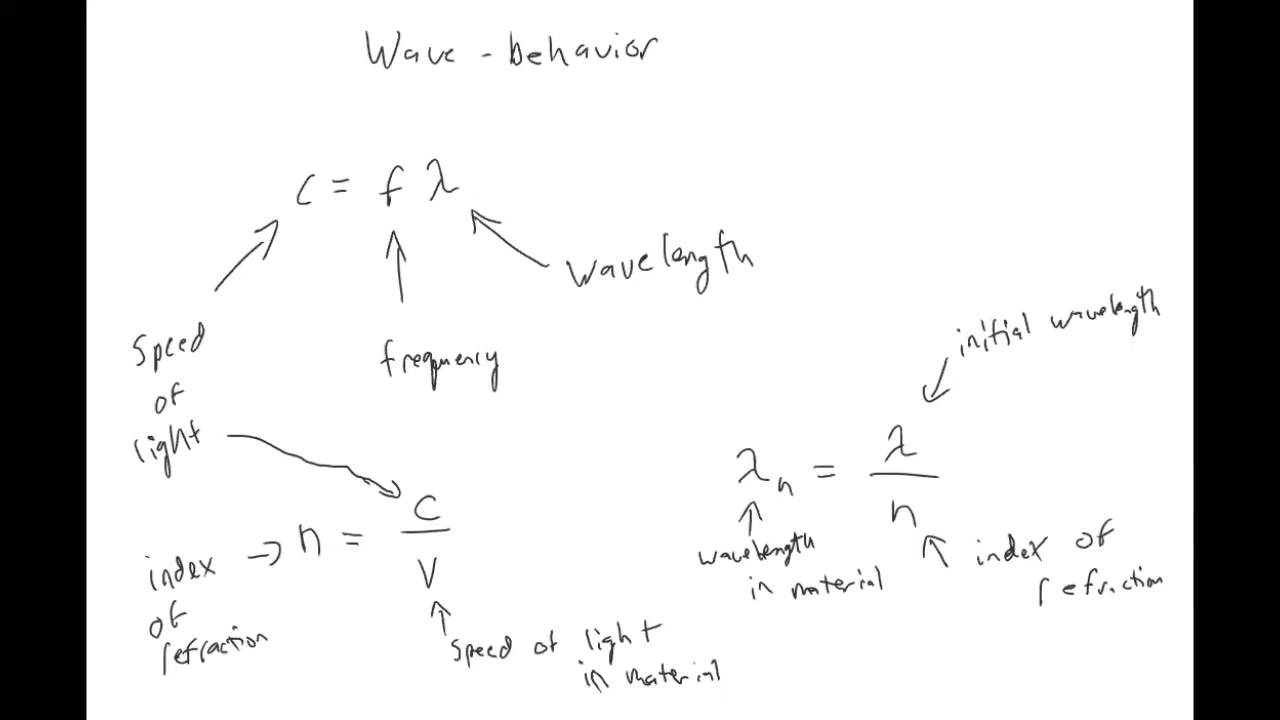 Wave - behavior
c = f λ
wavelength
frequency
Speed
of
light
n = c / v
index
of
refraction
speed of light
in material
initial wavelength
λn = λ / n
wavelength
in material
index of
refraction